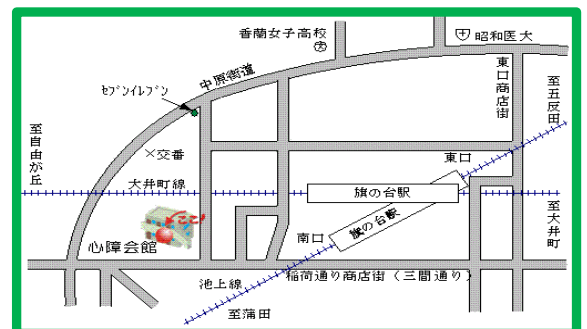 香蘭女子高校
昭和医大
中原街道
ｾﾌﾞﾝｲﾚﾌﾞﾝ
東口商店街
至五反田
至自由が丘
×交番
東口
大井町線
旗の台駅
ここ!
旗の台駅
至大井町
南口
心障会館
池上線
稲荷通り商店街(三間通り)
至蒲田